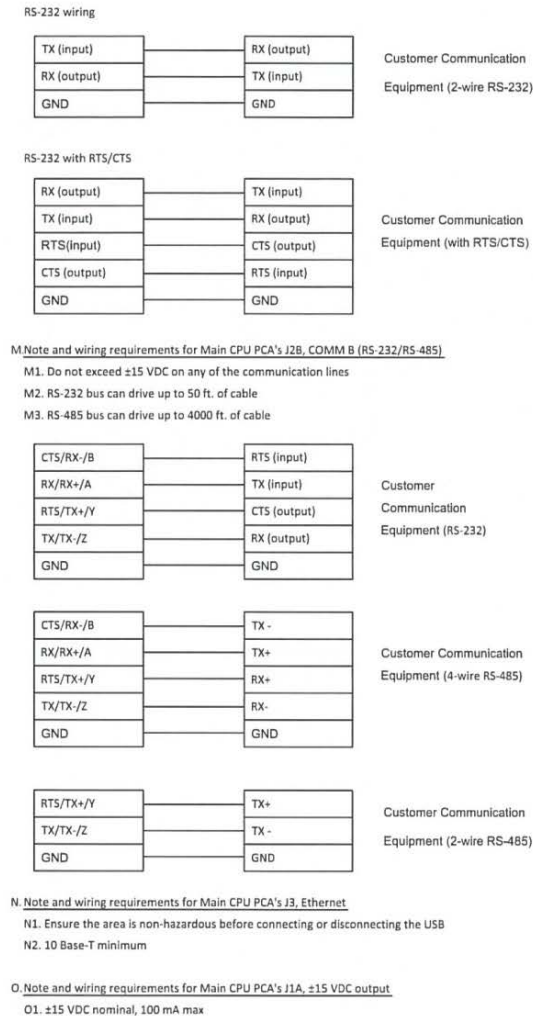 RS-232 wiring
TX (input) RX (output)
RX (output) TX (input)
GND GND
Customer Communication
Equipment (2-wire RS-232)
RS-232 with RTS/CTS
RX (output) TX (input)
TX (input) RX (output)
RTS(input) CTS (output)
CTS (output) RTS (input)
GND GND
Customer Communication
Equipment (with RTS/CTS)
M.Note and wiring requirements for Main CPU PCA's J2B, COMM B (RS-232/RS-485)
M1. Do not exceed ±15 VDC on any of the communication lines
M2. RS-232 bus can drive up to 50 ft. of cable
M3. RS-485 bus can drive up to 4000 ft. of cable
CTS/RX-/B RTS (input)
RX/RX+/A TX (input)
RTS/TX+/Y CTS (output)
TX/TX-/Z RX (output)
GND GND
Customer
Communication
Equipment (RS-232)
CTS/RX-/B TX -
RX/RX+/A TX+
RTS/TX+/Y RX+
TX/TX-/Z RX-
GND GND
Customer Communication
Equipment (4-wire RS-485)
RTS/TX+/Y TX+
TX/TX-/Z TX -
GND GND
Customer Communication
Equipment (2-wire RS-485)
N. Note and wiring requirements for Main CPU PCA's J3, Ethernet
N1. Ensure the area is non-hazardous before connecting or disconnecting the USB
N2. 10 Base-T minimum
O.Note and wiring requirements for Main CPU PCA's J1A, ±15 VDC output
O1. ±15 VDC nominal, 100 mA max